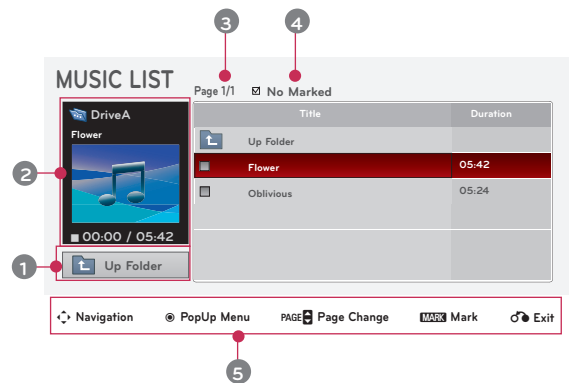 3 4
MUSIC LIST
Page 1/1 ☑ No Marked
DriveA
Flower
00:00 / 05:42
Up Folder
Title Duration
Up Folder
Flower 05:42
Oblivious 05:24
2
1
Navigation PopUp Menu PAGE Page Change MARK Mark Exit
5